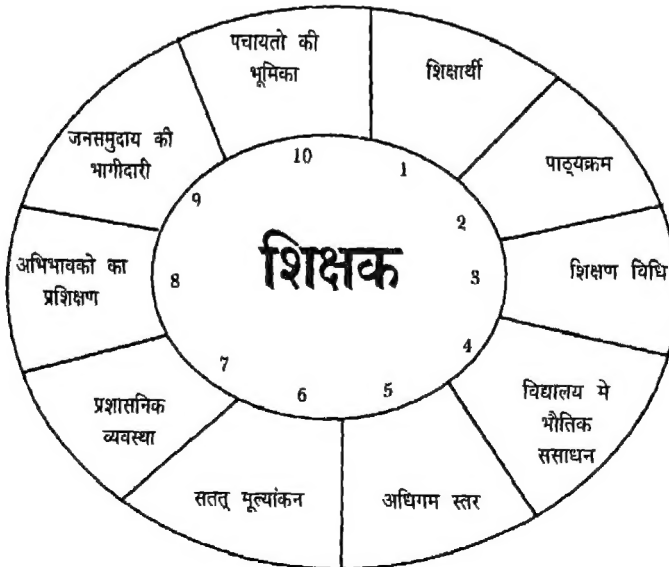 पचायतो की
भूमिका
10
शिक्षार्थी
1
पाठ्यक्रम
2
शिक्षण विधि
3
विद्यालय मे
भौतिक
ससाधन
4
अधिगम स्तर
5
सतत् मूल्यांकन
6
प्रशासनिक
व्यवस्था
7
अभिभावको का
प्रशिक्षण
8
जनसमुदाय की
भागीदारी
9
शिक्षक